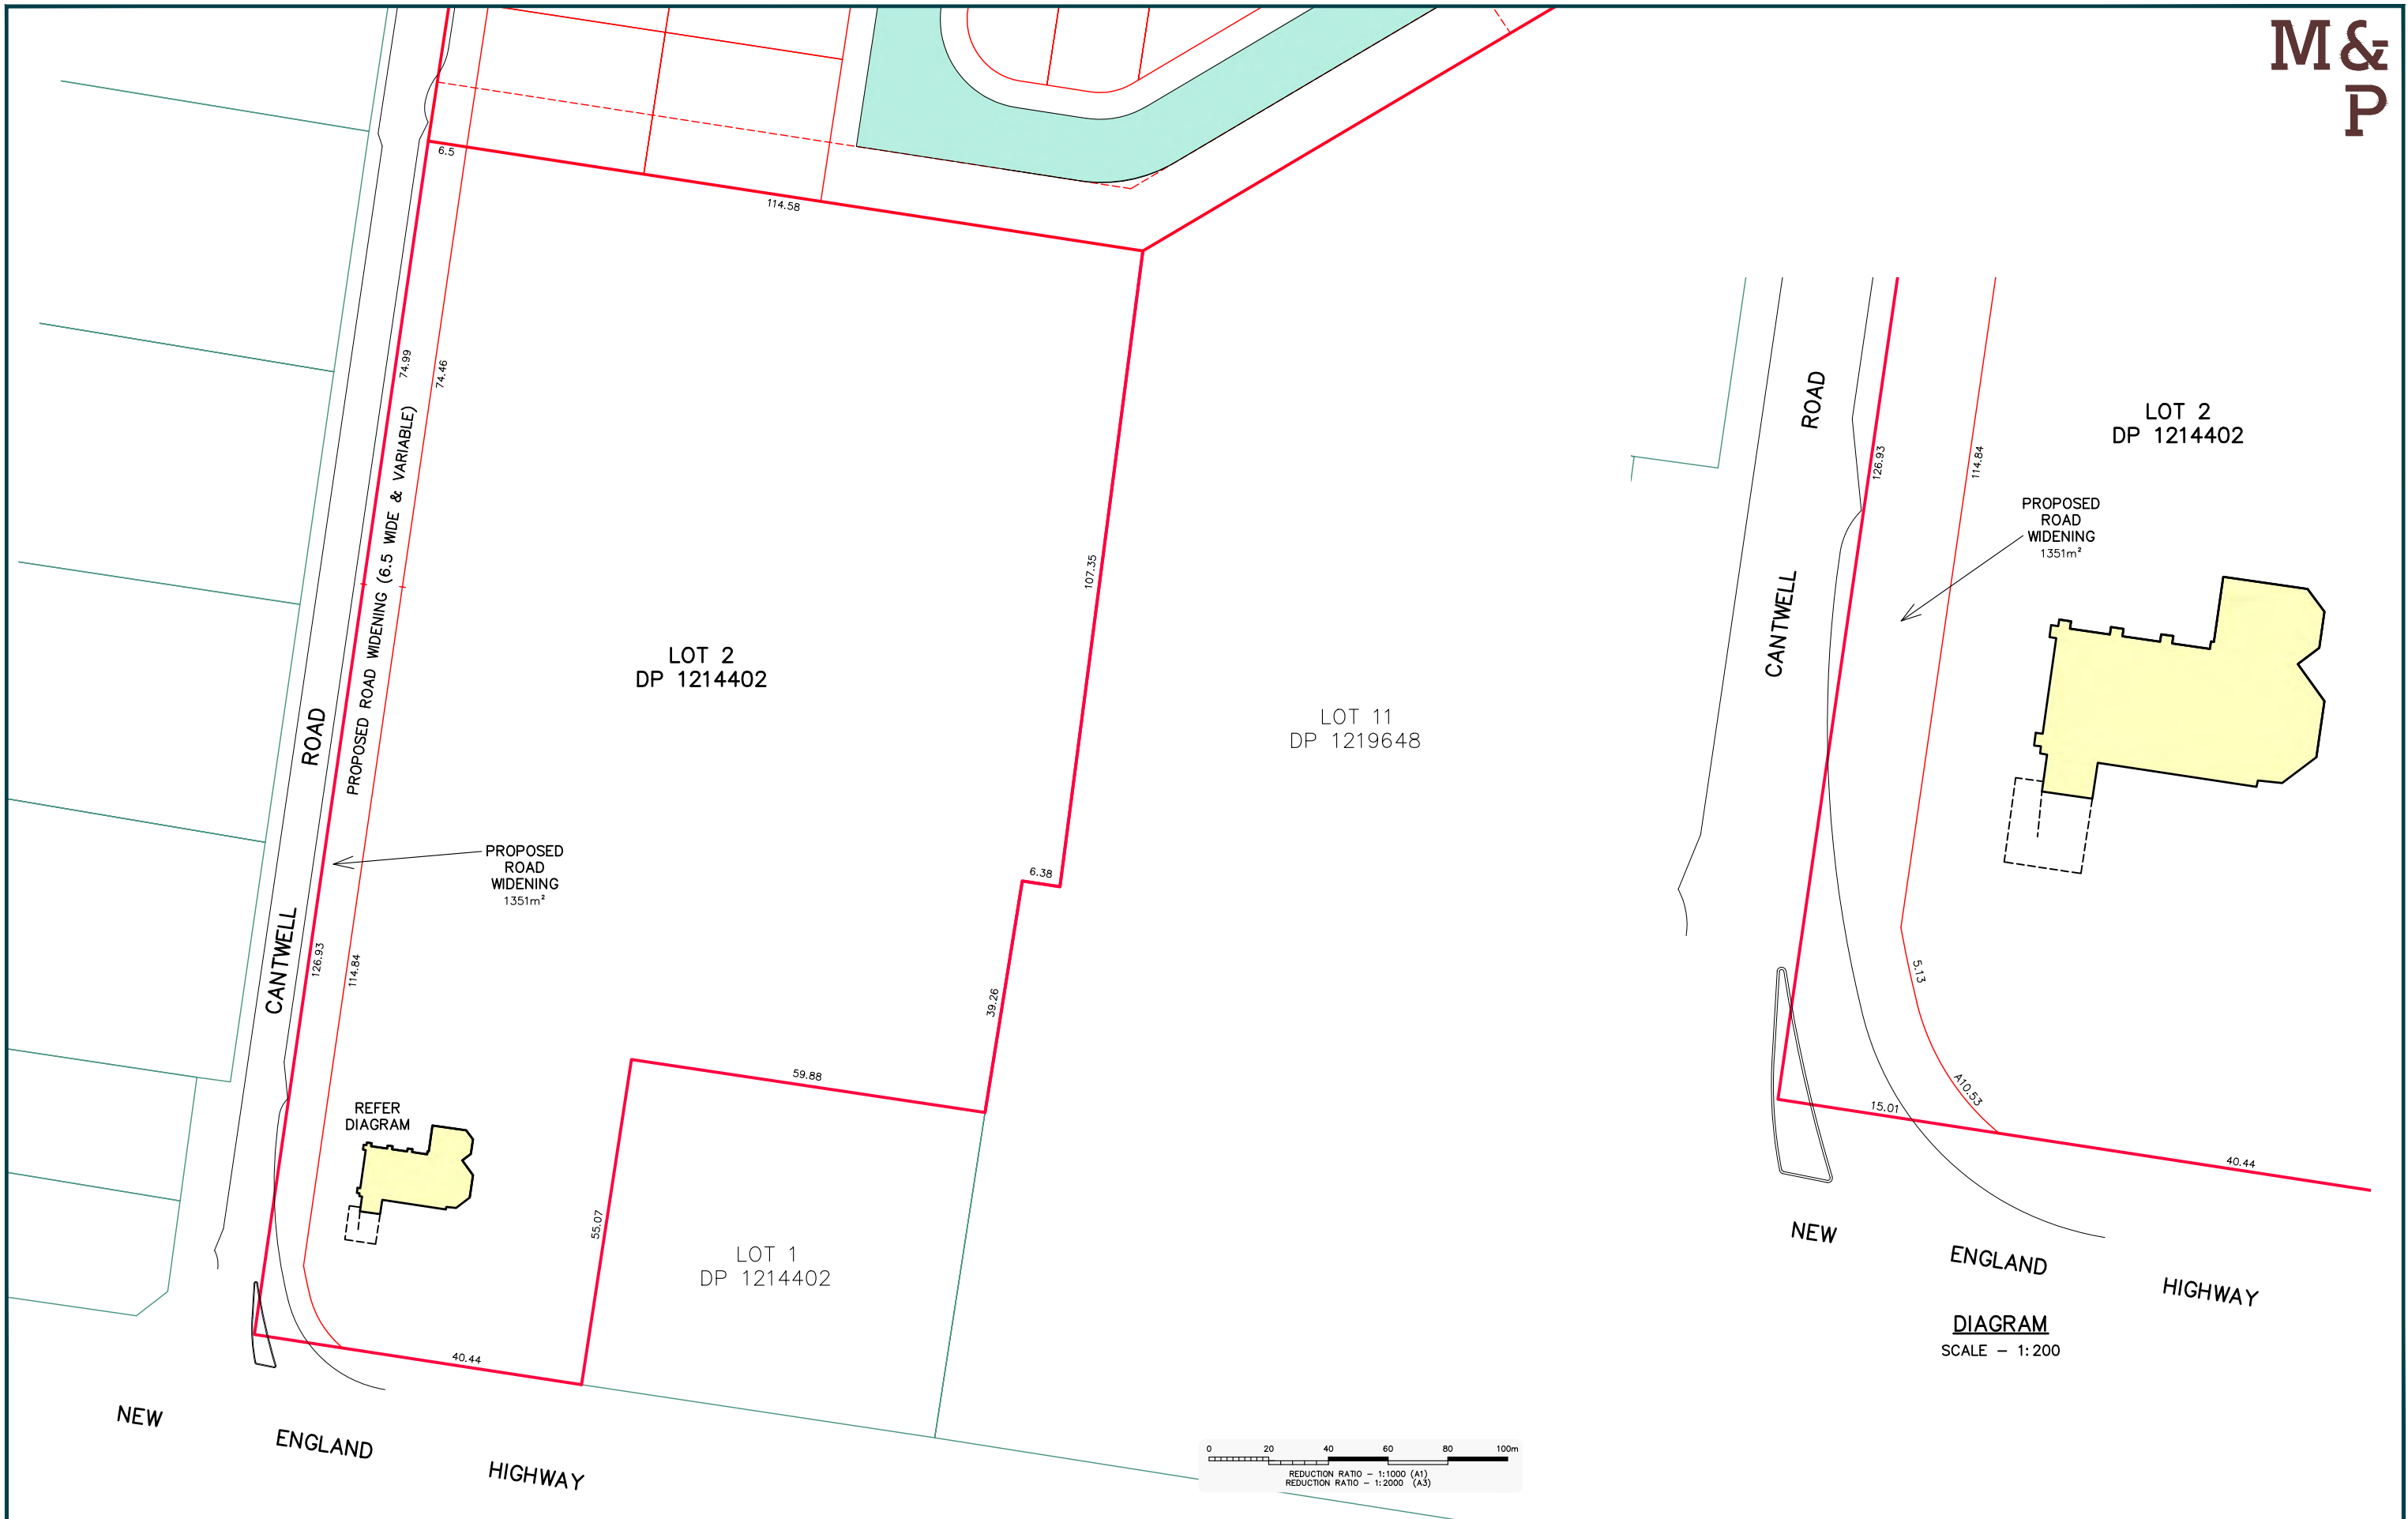 M&
P
6.5
114.58
74.99
74.46
PROPOSED ROAD WIDENING (6.5 WIDE & VARIABLE)
107.35
LOT 2
DP 1214402
LOT 11
DP 1219648
CANTWELL ROAD
PROPOSED
ROAD
WIDENING
1351m²
126.93
114.84
6.38
39.26
59.88
55.07
REFER
DIAGRAM
LOT 1
DP 1214402
40.44
NEW ENGLAND HIGHWAY
CANTWELL ROAD
126.93
114.84
LOT 2
DP 1214402
PROPOSED
ROAD
WIDENING
1351m²
5.13
A10.53
15.01
40.44
NEW ENGLAND HIGHWAY
DIAGRAM
SCALE – 1:200
0 20 40 60 80 100m
REDUCTION RATIO – 1:1000 (A1)
REDUCTION RATIO – 1:2000 (A3)